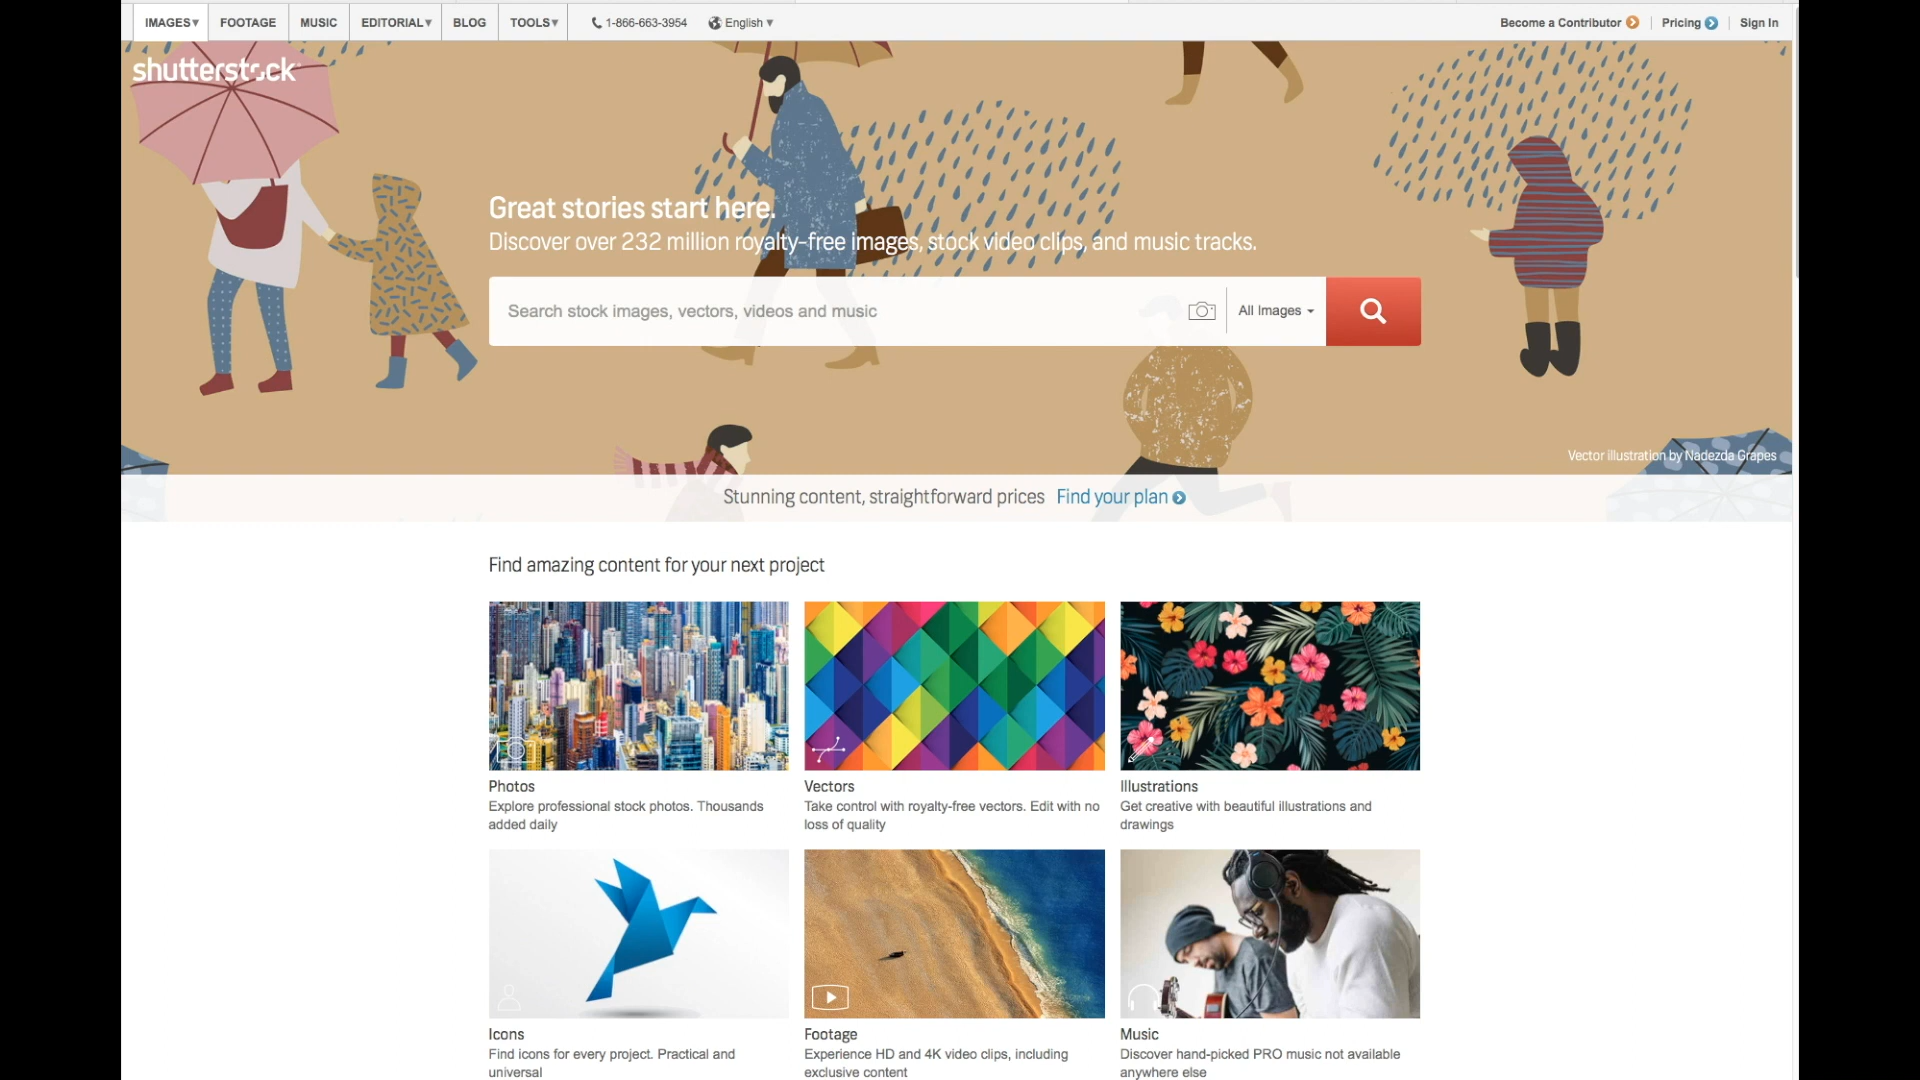 IMAGES▾ FOOTAGE MUSIC EDITORIAL▾ BLOG TOOLS▾ 1-866-663-3954 English ▾ Become a Contributor Pricing Sign In
shutterstock
Great stories start here.
Discover over 232 million royalty-free images, stock video clips, and music tracks.
Search stock images, vectors, videos and music All Images
Vector illustration by Nadezda Grapes
Stunning content, straightforward prices Find your plan
Find amazing content for your next project
Photos
Explore professional stock photos. Thousands
added daily
Vectors
Take control with royalty-free vectors. Edit with no
loss of quality
Illustrations
Get creative with beautiful illustrations and
drawings
Icons
Find icons for every project. Practical and
universal
Footage
Experience HD and 4K video clips, including
exclusive content
Music
Discover hand-picked PRO music not available
anywhere else